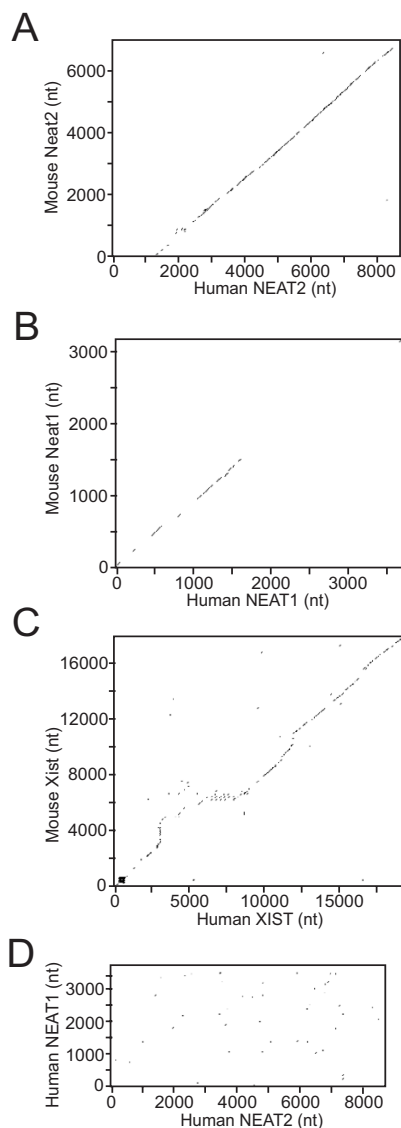 A
6000
4000
2000
0
Mouse Neat2 (nt)
0 2000 4000 6000 8000
Human NEAT2 (nt)
B
3000
2000
1000
0
Mouse Neat1 (nt)
0 1000 2000 3000
Human NEAT1 (nt)
C
16000
12000
8000
4000
0
Mouse Xist (nt)
0 5000 10000 15000
Human XIST (nt)
D
3000
2000
1000
0
Human NEAT1 (nt)
0 2000 4000 6000 8000
Human NEAT2 (nt)